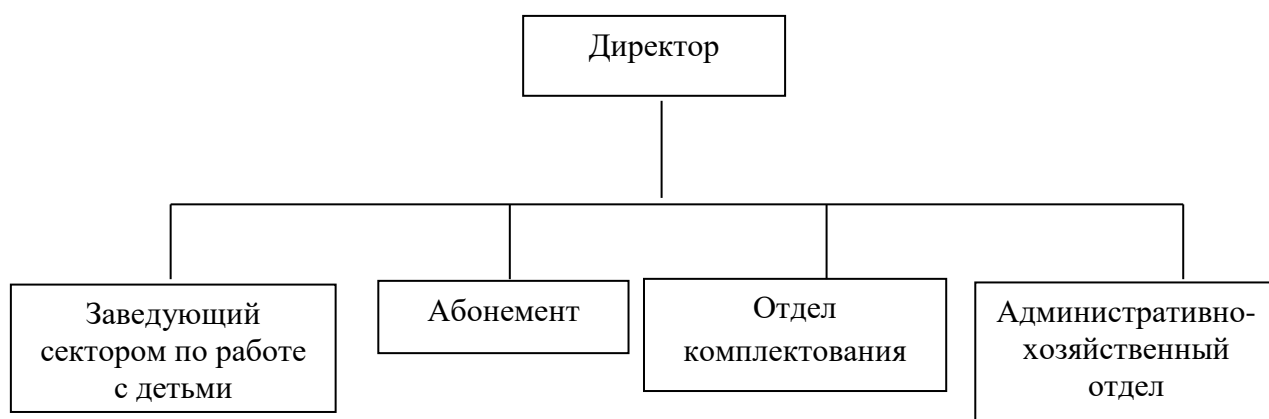 Директор
Заведующий
сектором по работе
с детьми
Абонемент
Отдел
комплектования
Административно-
хозяйственный
отдел